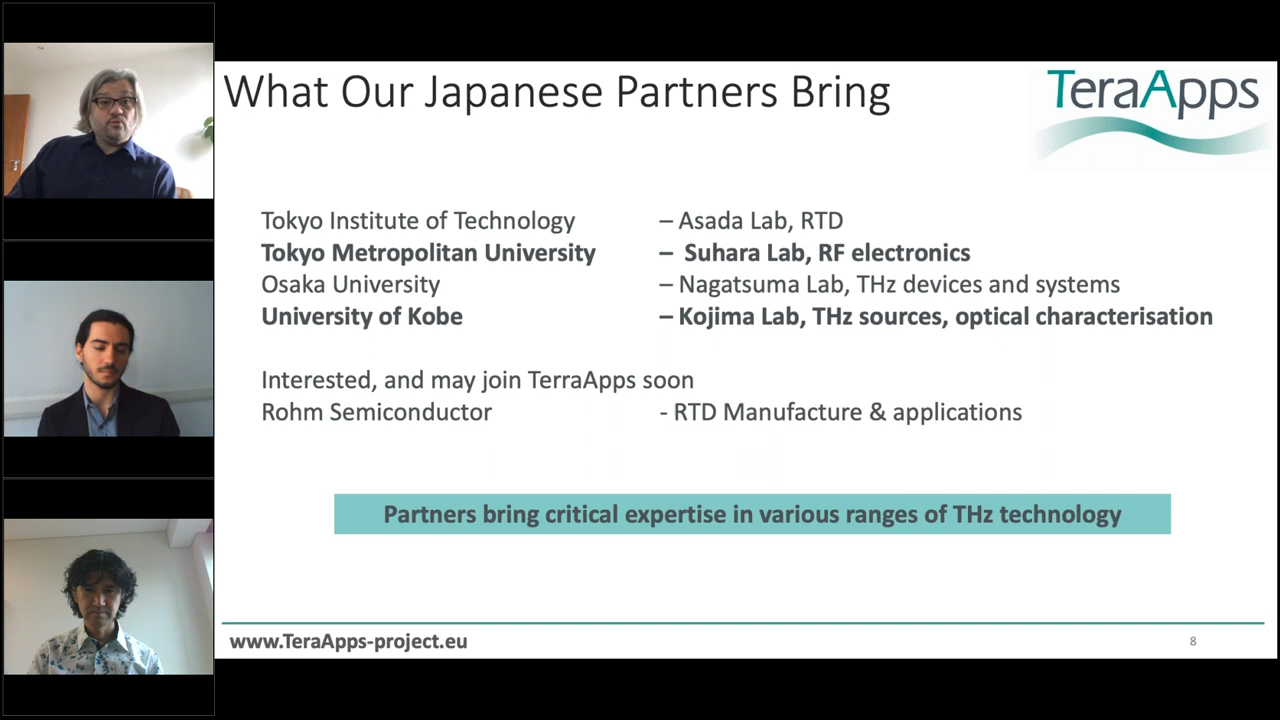 What Our Japanese Partners Bring
TeraApps
Tokyo Institute of Technology – Asada Lab, RTD
Tokyo Metropolitan University – Suhara Lab, RF electronics
Osaka University – Nagatsuma Lab, THz devices and systems
University of Kobe – Kojima Lab, THz sources, optical characterisation
Interested, and may join TerraApps soon
Rohm Semiconductor - RTD Manufacture & applications
Partners bring critical expertise in various ranges of THz technology
www.TeraApps-project.eu 8